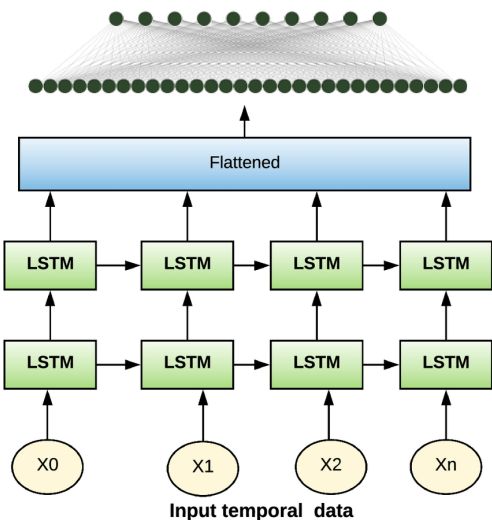 Flattened
LSTM LSTM LSTM LSTM
LSTM LSTM LSTM LSTM
X0 X1 X2 Xn
Input temporal data